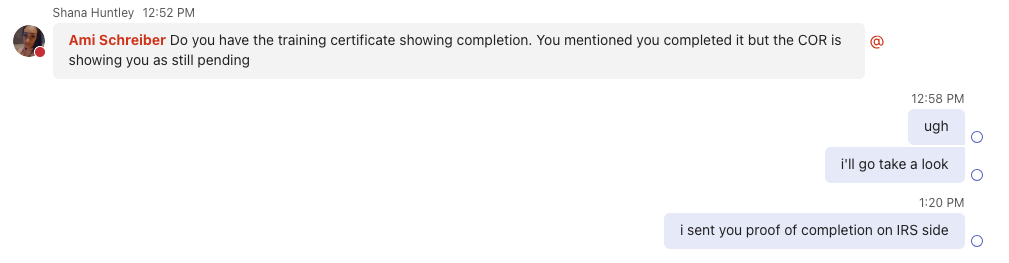 Shana Huntley 12:52 PM
Ami Schreiber Do you have the training certificate showing completion. You mentioned you completed it but the COR is
showing you as still pending
@
12:58 PM
ugh
i'll go take a look
1:20 PM
i sent you proof of completion on IRS side